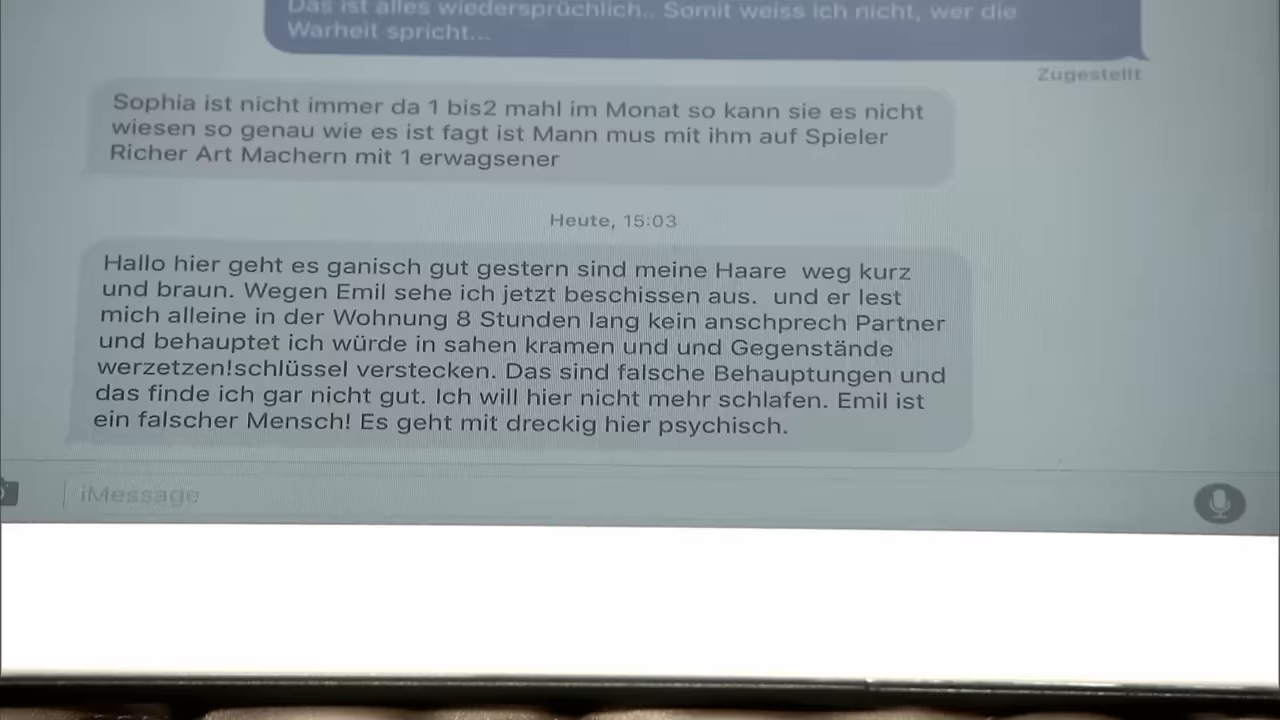 Das ist alles wiedersprüchlich.. Somit weiss ich nicht, wer die
Warheit spricht...
Zugestellt
Sophia ist nicht immer da 1 bis2 mahl im Monat so kann sie es nicht
wiesen so genau wie es ist fagt ist Mann mus mit ihm auf Spieler
Richer Art Machern mit 1 erwagsener
Heute, 15:03
Hallo hier geht es ganisch gut gestern sind meine Haare weg kurz
und braun. Wegen Emil sehe ich jetzt beschissen aus. und er lest
mich alleine in der Wohnung 8 Stunden lang kein anschprech Partner
und behauptet ich würde in sahen kramen und und Gegenstände
werzetzen!schlüssel verstecken. Das sind falsche Behauptungen und
das finde ich gar nicht gut. Ich will hier nicht mehr schlafen. Emil ist
ein falscher Mensch! Es geht mit dreckig hier psychisch.
iMessage